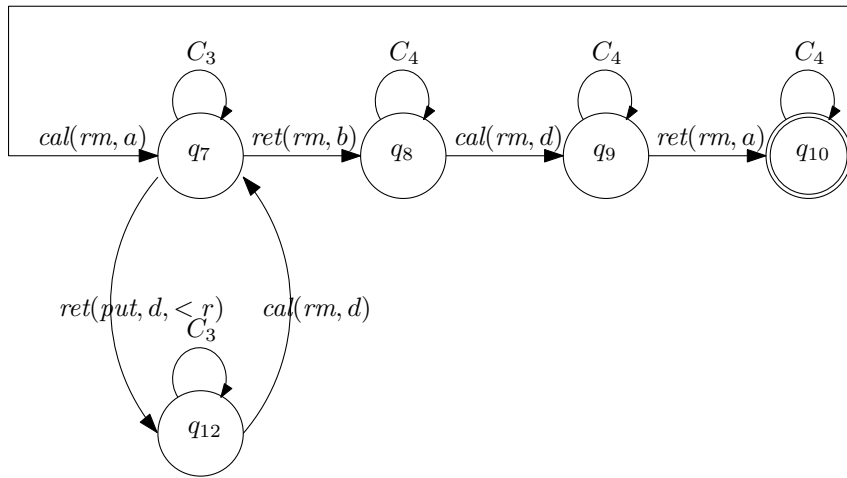 C₃ C₄ C₄ C₄
cal(rm, a) q₇ ret(rm, b) q₈ cal(rm, d) q₉ ret(rm, a) q₁₀
ret(put, d, < r) cal(rm, d)
C₃
q₁₂